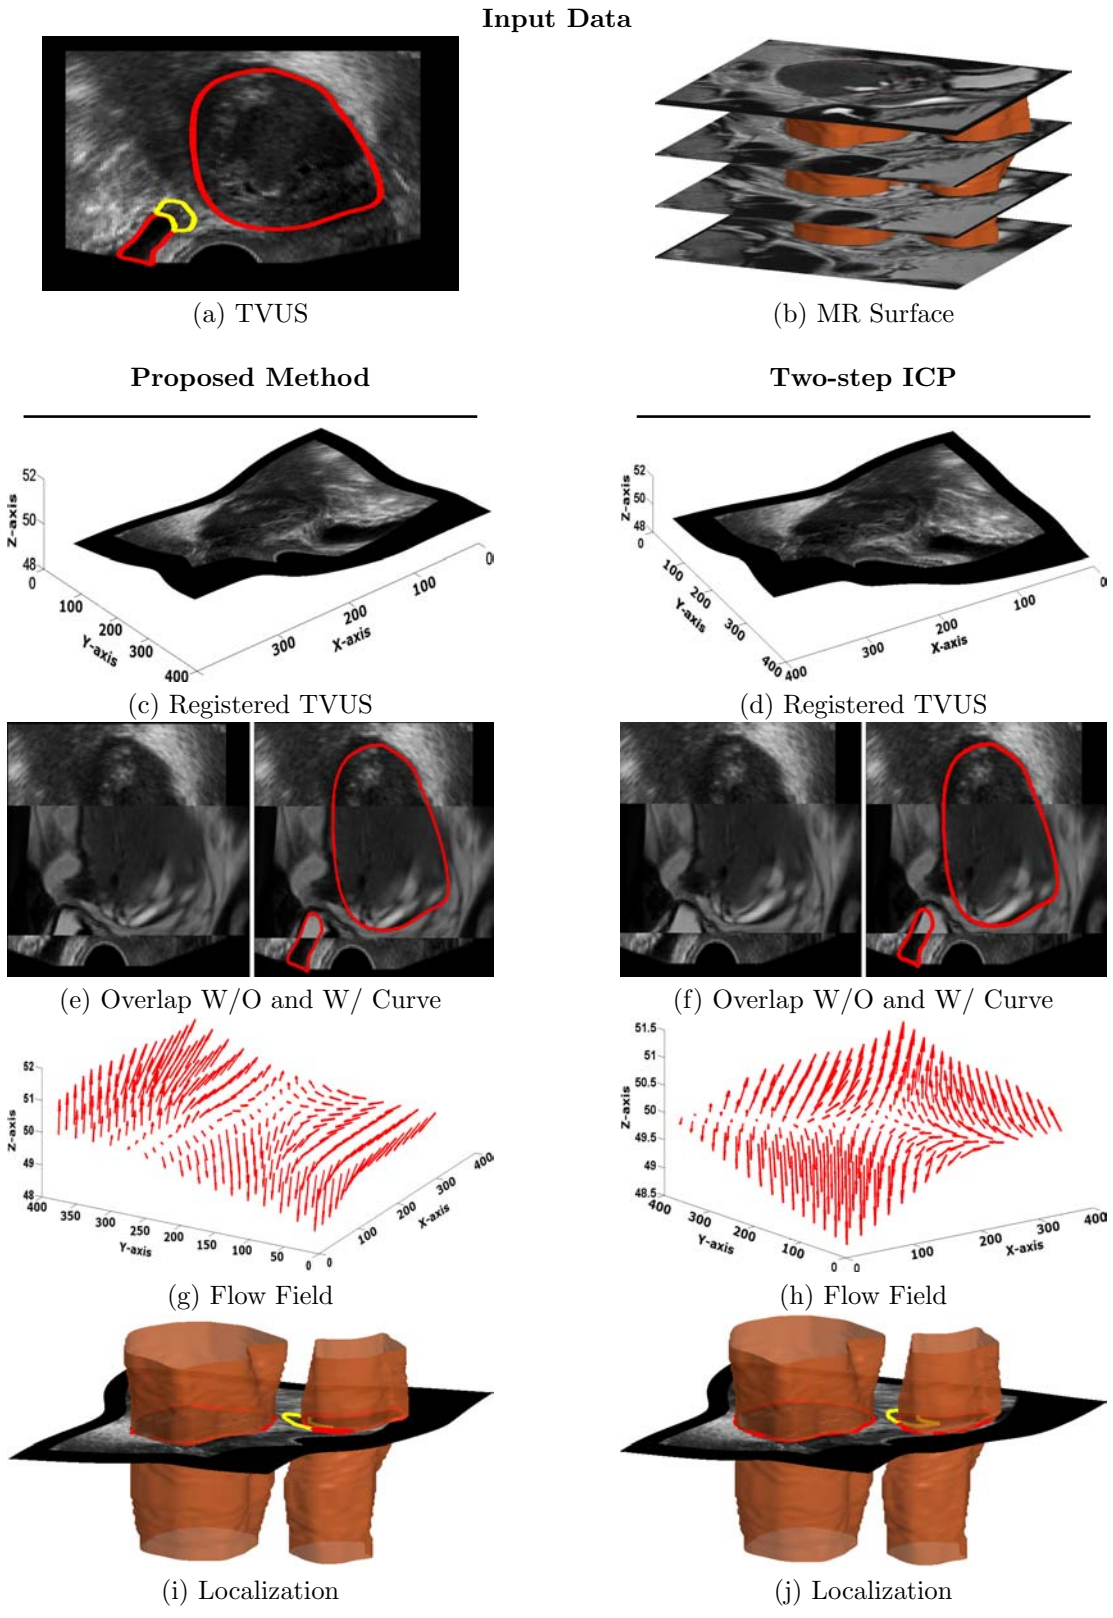 Input Data
(a) TVUS
(b) MR Surface
Proposed Method
Two-step ICP
52
50
48
Z-axis
0
100
200
300
400
Y-axis
300
200
100
0
X-axis
52
50
48
Z-axis
0
100
200
300
400
Y-axis
400
300
200
100
0
X-axis
(c) Registered TVUS
(d) Registered TVUS
(e) Overlap W/O and W/ Curve
(f) Overlap W/O and W/ Curve
52
51
50
49
48
Z-axis
400
350
300
250
200
150
100
50
0
Y-axis
0
100
200
300
400
X-axis
51.5
51
50.5
50
49.5
49
48.5
Z-axis
400
300
200
100
0
Y-axis
0
100
200
300
400
X-axis
(g) Flow Field
(h) Flow Field
(i) Localization
(j) Localization